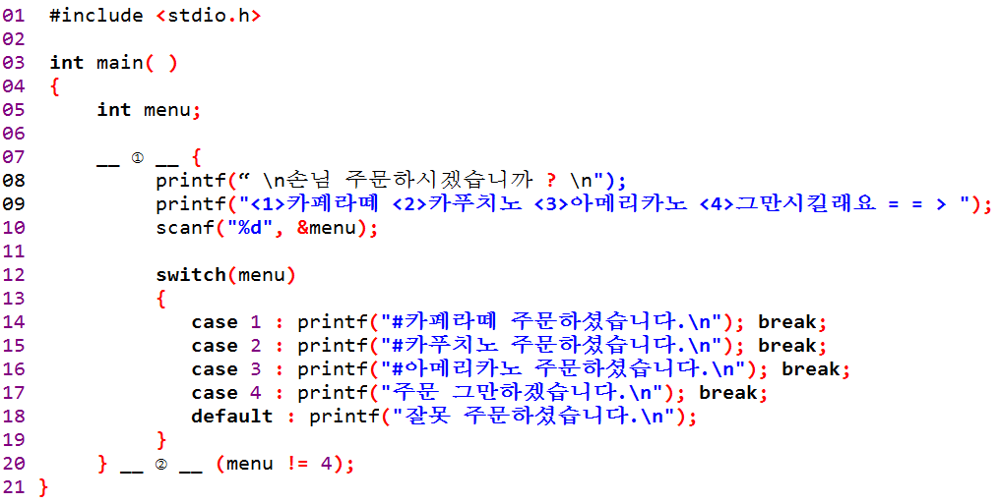 01 #include <stdio.h>
02
03 int main( )
04 {
05 int menu;
06
07 __ ① __ {
08 printf(“ \n손님 주문하시겠습니까 ? \n");
09 printf("<1>카페라떼 <2>카푸치노 <3>아메리카노 <4>그만시킬래요 = = > ");
10 scanf("%d", &menu);
11
12 switch(menu)
13 {
14 case 1 : printf("#카페라떼 주문하셨습니다.\n"); break;
15 case 2 : printf("#카푸치노 주문하셨습니다.\n"); break;
16 case 3 : printf("#아메리카노 주문하셨습니다.\n"); break;
17 case 4 : printf("주문 그만하겠습니다.\n"); break;
18 default : printf("잘못 주문하셨습니다.\n");
19 }
20 } __ ② __ (menu != 4);
21 }